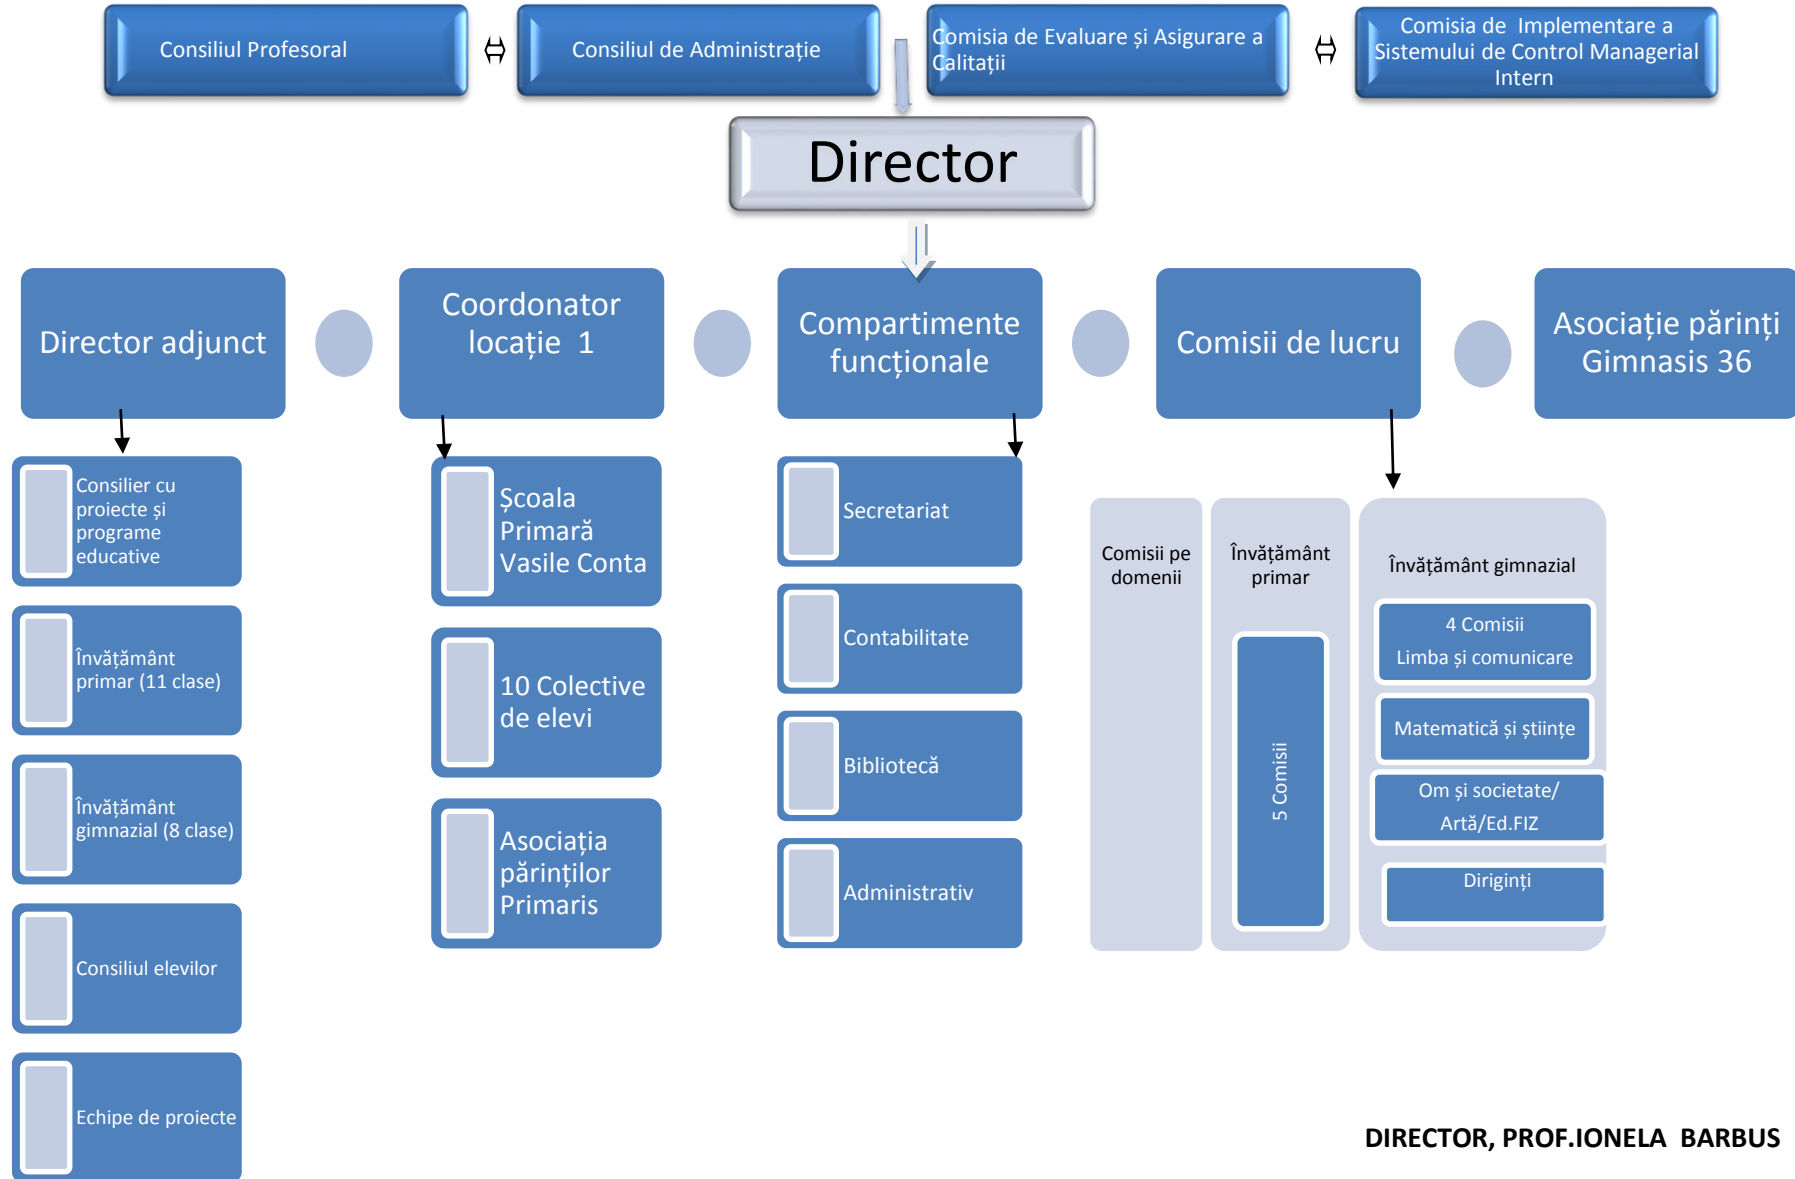 Consiliul Profesoral
Consiliul de Administrație
Comisia de Evaluare și Asigurare a
Calitații
Comisia de Implementare a
Sistemului de Control Managerial
Intern
Director
Director adjunct
Coordonator
locație 1
Compartimente
funcționale
Comisii de lucru
Asociație părinți
Gimnasis 36
Consilier cu
proiecte și
programe
educative
Învățământ
primar (11 clase)
Învățământ
gimnazial (8 clase)
Consiliul elevilor
Echipe de proiecte
Școala
Primară
Vasile Conta
10 Colective
de elevi
Asociația
părinților
Primaris
Secretariat
Contabilitate
Bibliotecă
Administrativ
Comisii pe
domenii
Învățământ
primar
5 Comisii
Învățământ gimnazial
4 Comisii
Limba și comunicare
Matematică și științe
Om și societate/
Artă/Ed.FIZ
Diriginți
DIRECTOR, PROF.IONELA BARBUS